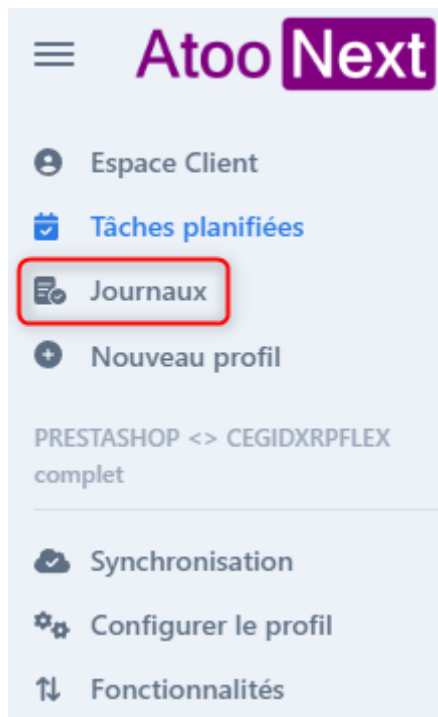 Atoo Next
Espace Client
Tâches planifiées
Journaux
Nouveau profil
PRESTASHOP <> CEGIDXRPFLEX
complet
Synchronisation
Configurer le profil
Fonctionnalités